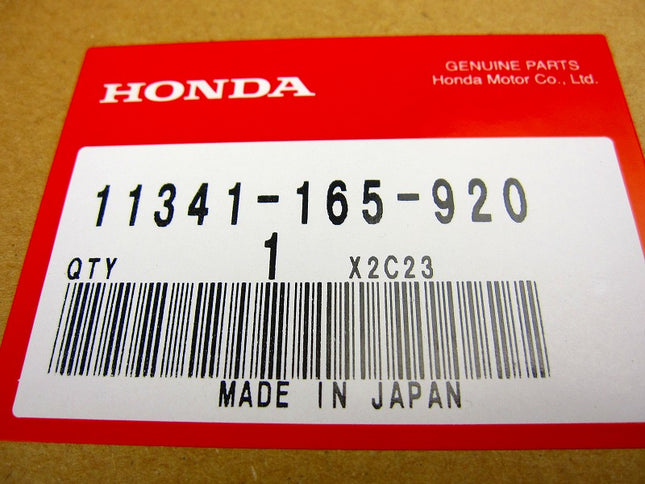 HONDA
GENUINE PARTS
Honda Motor Co., Ltd.
11341-165-920
QTY 1 X2C23
MADE IN JAPAN